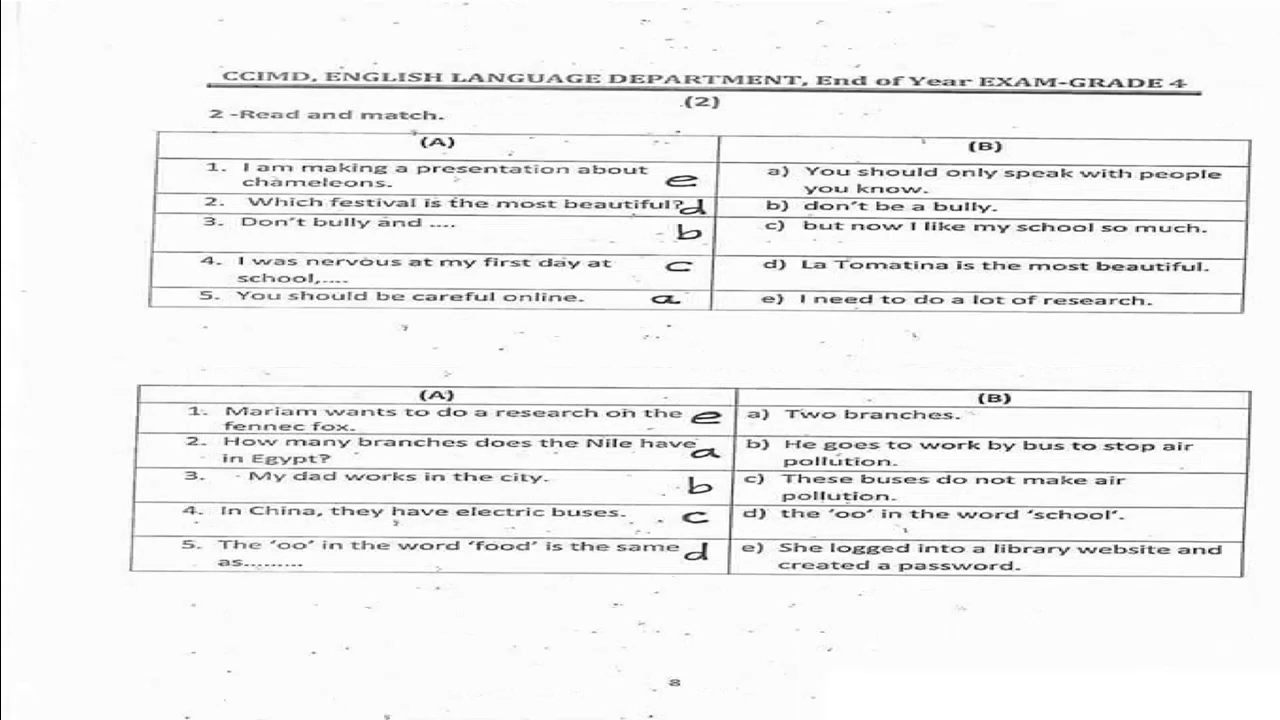 CCIMD, ENGLISH LANGUAGE DEPARTMENT, End of Year EXAM-GRADE 4
(2)
2 -Read and match.
(A)
(B)
1. I am making a presentation about
chameleons.
e
a) You should only speak with people
you know.
2. Which festival is the most beautiful?
d
b) don't be a bully.
3. Don't bully and ....
b
c) but now I like my school so much.
4. I was nervous at my first day at
school,....
c
d) La Tomatina is the most beautiful.
5. You should be careful online.
a
e) I need to do a lot of research.
(A)
(B)
1. Mariam wants to do a research on the
fennec fox.
e
a) Two branches.
2. How many branches does the Nile have
in Egypt?
a
b) He goes to work by bus to stop air
pollution.
3. My dad works in the city.
b
c) These buses do not make air
pollution.
4. In China, they have electric buses.
c
d) the 'oo' in the word 'school'.
5. The 'oo' in the word 'food' is the same
as.........
d
e) She logged into a library website and
created a password.
8